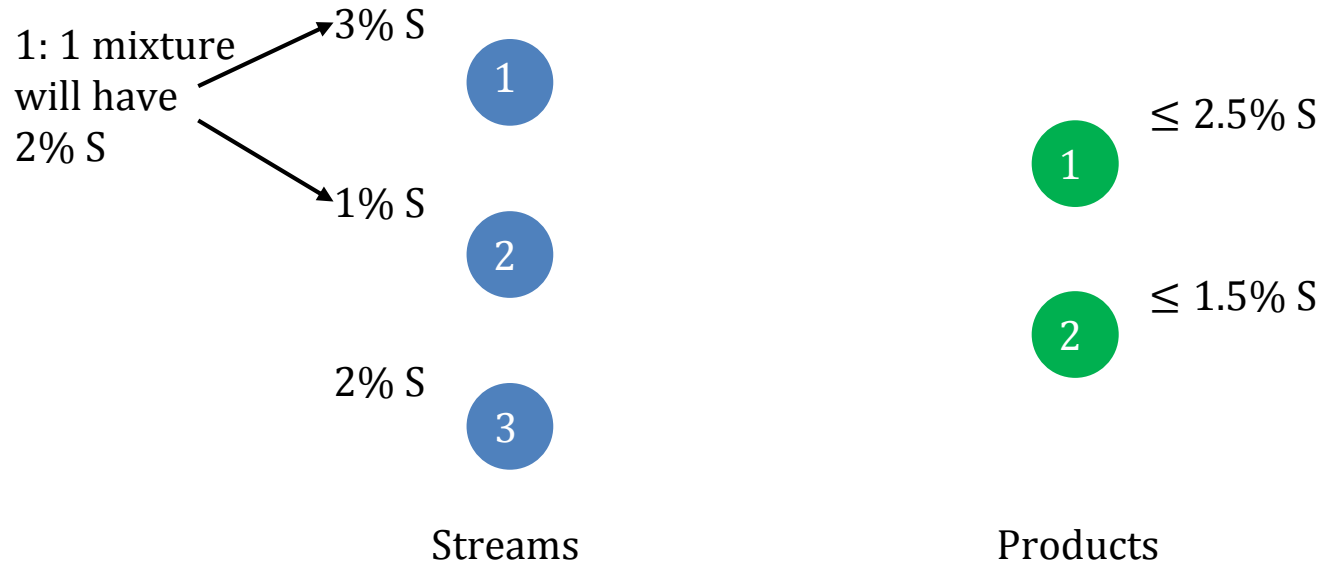 1: 1 mixture
will have
2% S
3% S
1
1% S
2
2% S
3
Streams
≤ 2.5% S
1
≤ 1.5% S
2
Products